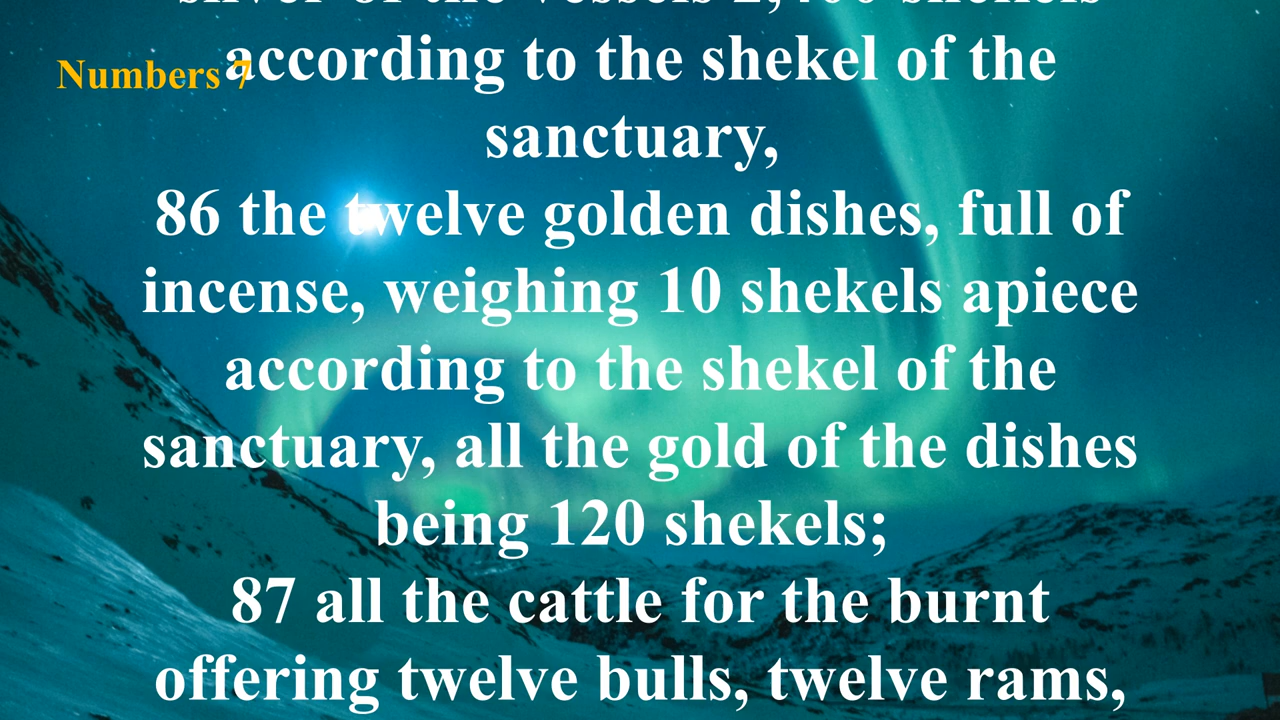 silver of the vessels 2,400 shekels
Numbers 7
according to the shekel of the
sanctuary,
86 the twelve golden dishes, full of
incense, weighing 10 shekels apiece
according to the shekel of the
sanctuary, all the gold of the dishes
being 120 shekels;
87 all the cattle for the burnt
offering twelve bulls, twelve rams,